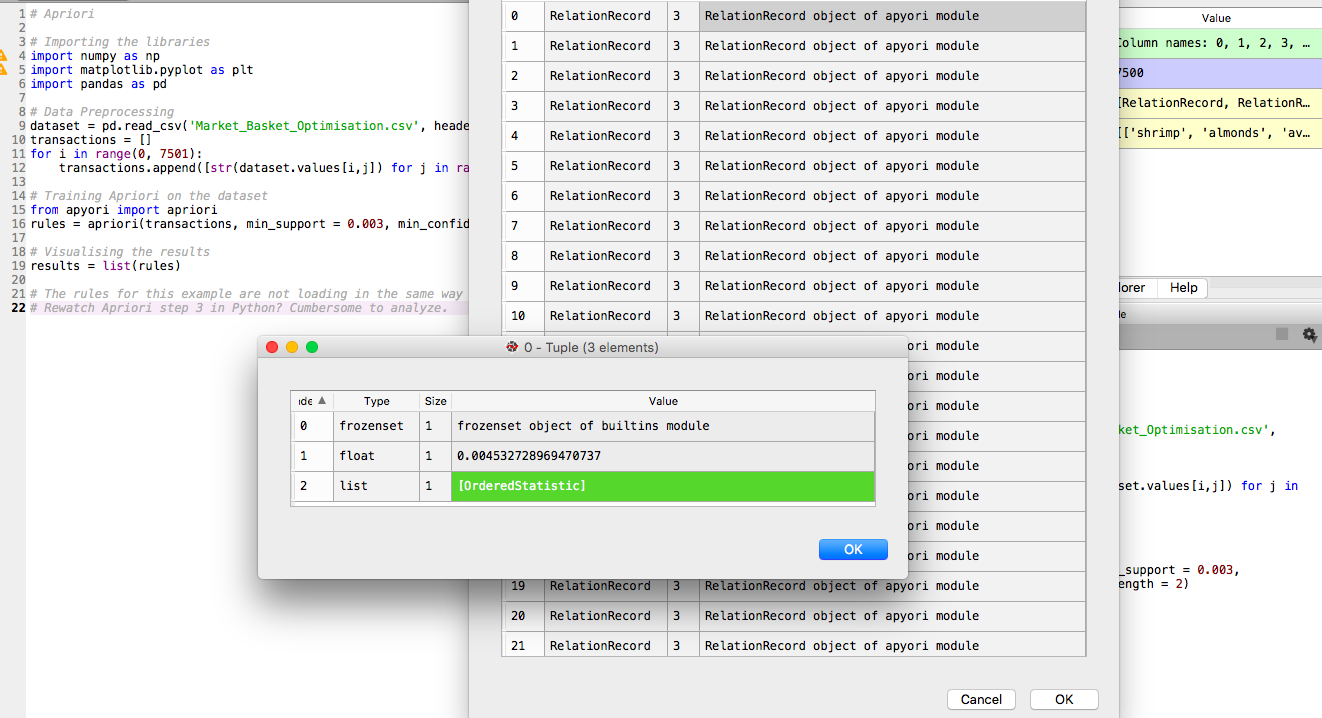 1 # Apriori
2
3 # Importing the libraries
4 import numpy as np
5 import matplotlib.pyplot as plt
6 import pandas as pd
7
8 # Data Preprocessing
9 dataset = pd.read_csv('Market_Basket_Optimisation.csv', heade
10 transactions = []
11 for i in range(0, 7501):
12 transactions.append([str(dataset.values[i,j]) for j in ra
13
14 # Training Apriori on the dataset
15 from apyori import apriori
16 rules = apriori(transactions, min_support = 0.003, min_confid
17
18 # Visualising the results
19 results = list(rules)
20
21 # The rules for this example are not loading in the same way
22 # Rewatch Apriori step 3 in Python? Cumbersome to analyze.
0 RelationRecord 3 RelationRecord object of apyori module
1 RelationRecord 3 RelationRecord object of apyori module
2 RelationRecord 3 RelationRecord object of apyori module
3 RelationRecord 3 RelationRecord object of apyori module
4 RelationRecord 3 RelationRecord object of apyori module
5 RelationRecord 3 RelationRecord object of apyori module
6 RelationRecord 3 RelationRecord object of apyori module
7 RelationRecord 3 RelationRecord object of apyori module
8 RelationRecord 3 RelationRecord object of apyori module
9 RelationRecord 3 RelationRecord object of apyori module
10 RelationRecord 3 RelationRecord object of apyori module
ori module
ori module
ori module
ori module
ori module
ori module
ori module
ori module
19 RelationRecord 3 RelationRecord object of apyori module
20 RelationRecord 3 RelationRecord object of apyori module
21 RelationRecord 3 RelationRecord object of apyori module
Cancel OK
0 - Tuple (3 elements)
nde Type Size Value
0 frozenset 1 frozenset object of builtins module
1 float 1 0.004532728969470737
2 list 1 [OrderedStatistic]
OK
Value
Column names: 0, 1, 2, 3, …
7500
[RelationRecord, RelationR…
[['shrimp', 'almonds', 'av…
lorer Help
le
ket_Optimisation.csv',
set.values[i,j]) for j in
_support = 0.003,
ength = 2)